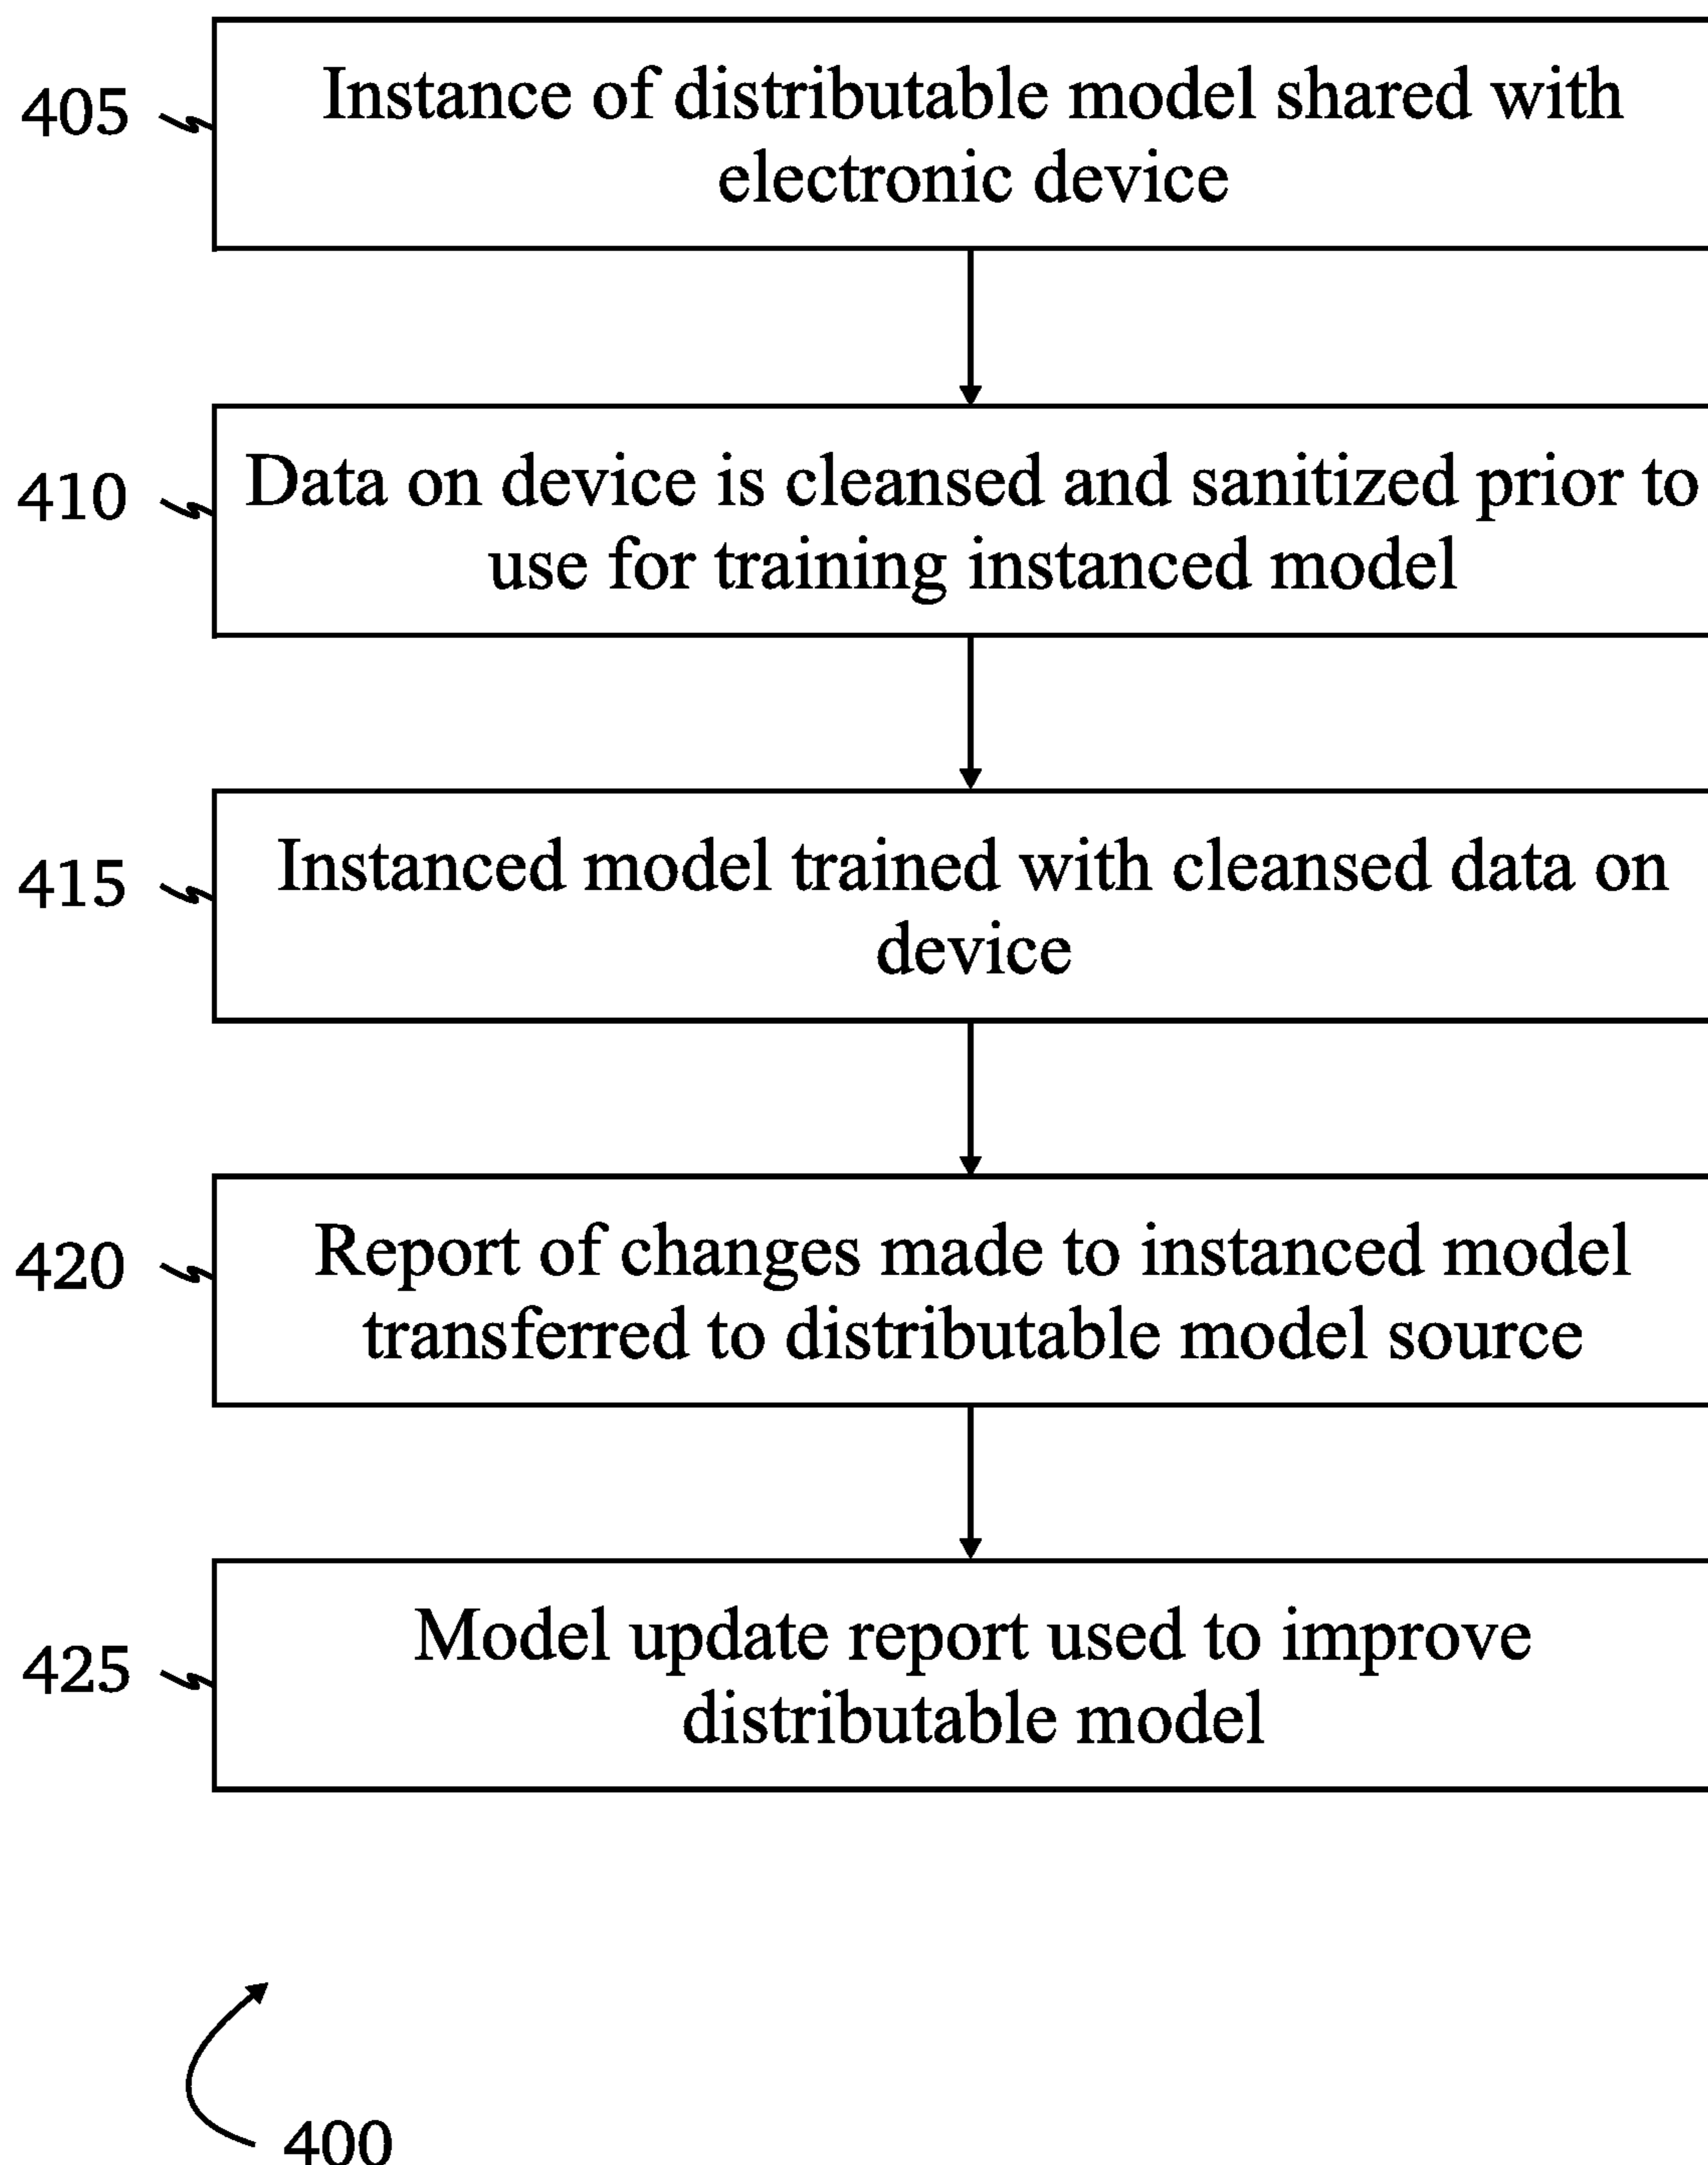 405
Instance of distributable model shared with
electronic device
410
Data on device is cleansed and sanitized prior to
use for training instanced model
415
Instanced model trained with cleansed data on
device
420
Report of changes made to instanced model
transferred to distributable model source
425
Model update report used to improve
distributable model
400